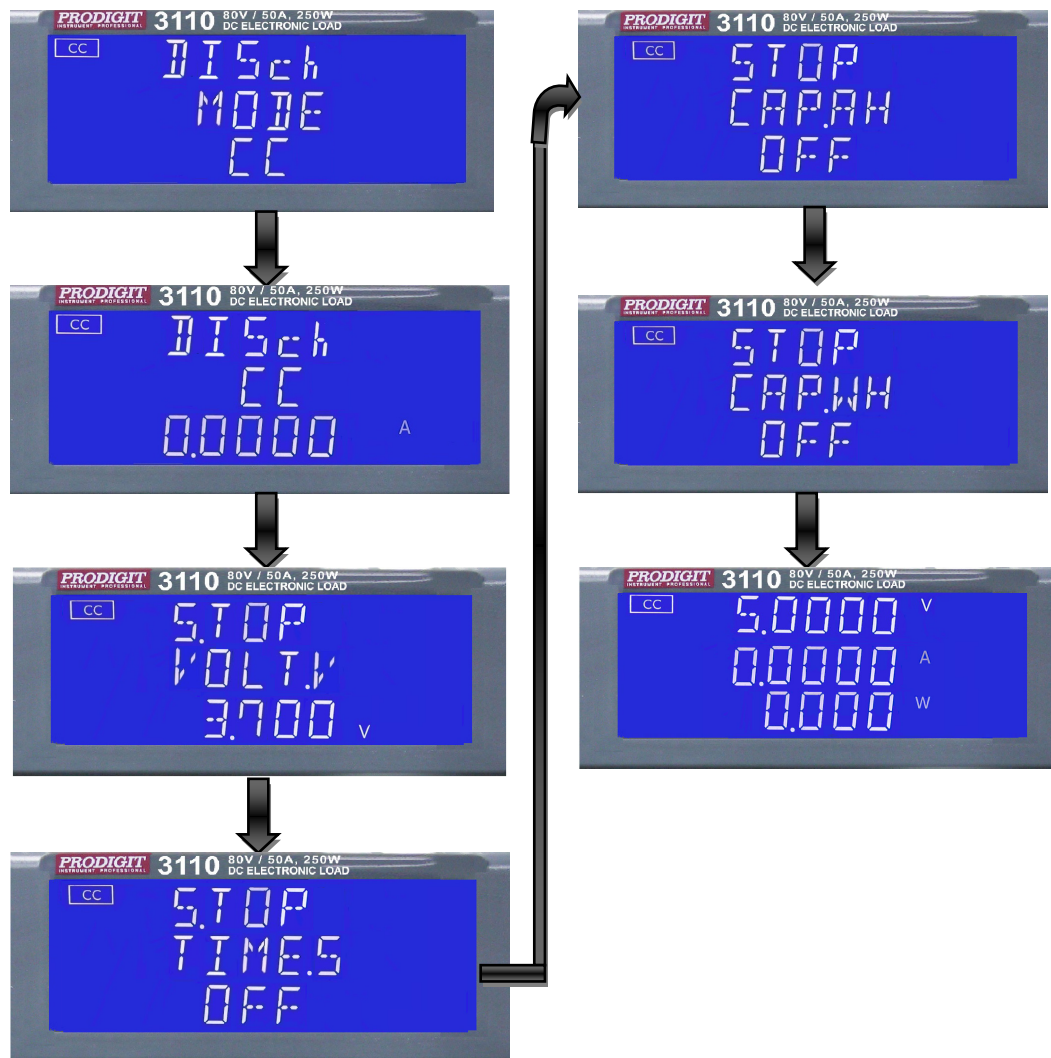 PRODIGIT
INSTRUMENT PROFESSIONAL
3110
80V / 50A, 250W
DC ELECTRONIC LOAD
CC
DISch
MODE
CC
PRODIGIT
INSTRUMENT PROFESSIONAL
3110
80V / 50A, 250W
DC ELECTRONIC LOAD
CC
DISch
CC
0.0000 A
PRODIGIT
INSTRUMENT PROFESSIONAL
3110
80V / 50A, 250W
DC ELECTRONIC LOAD
CC
S.TOP
VOLT.V
3.700 V
PRODIGIT
INSTRUMENT PROFESSIONAL
3110
80V / 50A, 250W
DC ELECTRONIC LOAD
CC
S.TOP
TIME.S
OFF
PRODIGIT
INSTRUMENT PROFESSIONAL
3110
80V / 50A, 250W
DC ELECTRONIC LOAD
CC
STOP
CAP.AH
OFF
PRODIGIT
INSTRUMENT PROFESSIONAL
3110
80V / 50A, 250W
DC ELECTRONIC LOAD
CC
STOP
CAP.WH
OFF
PRODIGIT
INSTRUMENT PROFESSIONAL
3110
80V / 50A, 250W
DC ELECTRONIC LOAD
CC
5.0000 V
0.0000 A
0.000 W